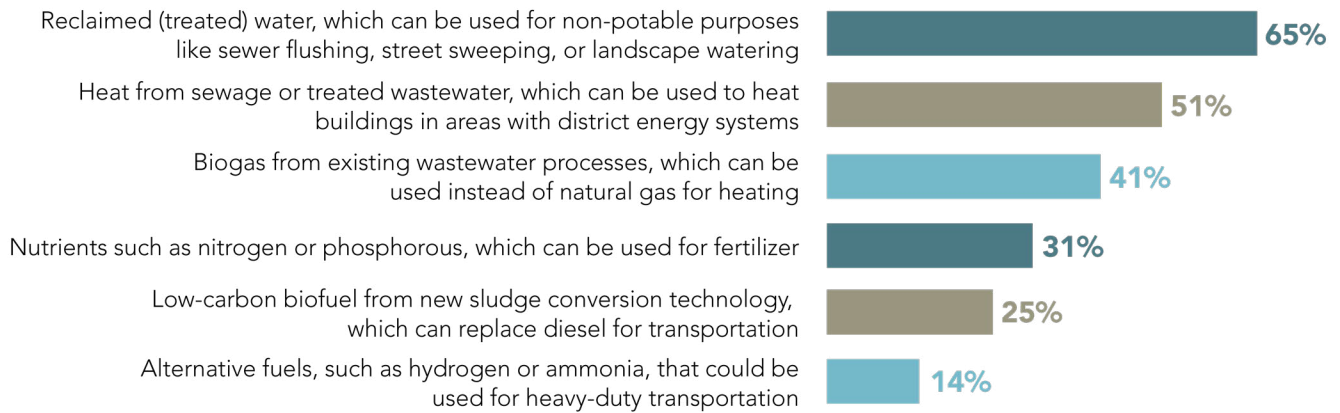 Reclaimed (treated) water, which can be used for non-potable purposes
like sewer flushing, street sweeping, or landscape watering
65%
Heat from sewage or treated wastewater, which can be used to heat
buildings in areas with district energy systems
51%
Biogas from existing wastewater processes, which can be
used instead of natural gas for heating
41%
Nutrients such as nitrogen or phosphorous, which can be used for fertilizer
31%
Low-carbon biofuel from new sludge conversion technology,
which can replace diesel for transportation
25%
Alternative fuels, such as hydrogen or ammonia, that could be
used for heavy-duty transportation
14%